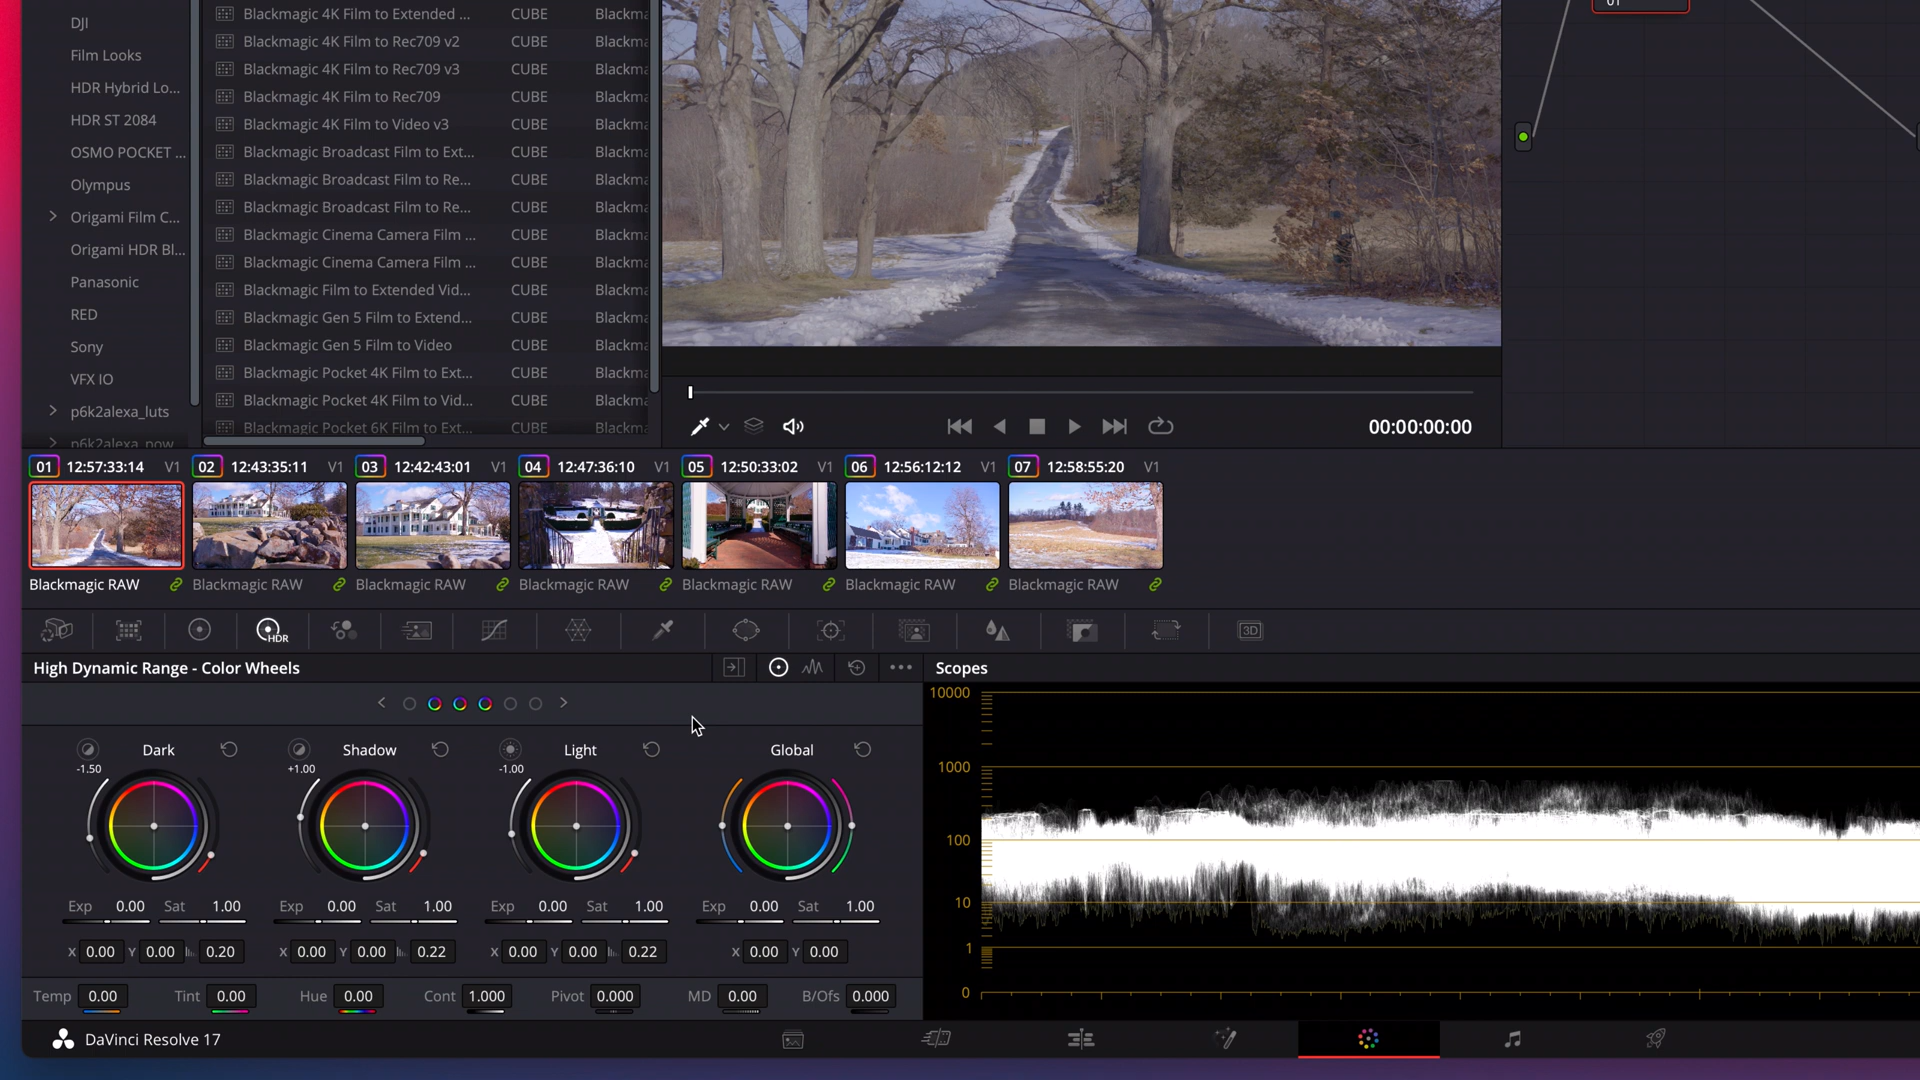 DJI
Film Looks
HDR Hybrid Lo...
HDR ST 2084
OSMO POCKET ...
Olympus
Origami Film C...
Origami HDR Bl...
Panasonic
RED
Sony
VFX IO
p6k2alexa_luts
p6k2alexa_pow
Blackmagic 4K Film to Extended ... CUBE Blackma
Blackmagic 4K Film to Rec709 v2 CUBE Blackma
Blackmagic 4K Film to Rec709 v3 CUBE Blackma
Blackmagic 4K Film to Rec709 CUBE Blackma
Blackmagic 4K Film to Video v3 CUBE Blackma
Blackmagic Broadcast Film to Ext... CUBE Blackma
Blackmagic Broadcast Film to Re... CUBE Blackma
Blackmagic Broadcast Film to Re... CUBE Blackma
Blackmagic Cinema Camera Film ... CUBE Blackma
Blackmagic Cinema Camera Film ... CUBE Blackma
Blackmagic Film to Extended Vid... CUBE Blackma
Blackmagic Gen 5 Film to Extend... CUBE Blackma
Blackmagic Gen 5 Film to Video CUBE Blackma
Blackmagic Pocket 4K Film to Ext... CUBE Blackma
Blackmagic Pocket 4K Film to Vid... CUBE Blackma
Blackmagic Pocket 6K Film to Ext... CUBE Blackma
01
00:00:00:00
01 12:57:33:14 V1 02 12:43:35:11 V1 03 12:42:43:01 V1 04 12:47:36:10 V1 05 12:50:33:02 V1 06 12:56:12:12 V1 07 12:58:55:20 V1
Blackmagic RAW Blackmagic RAW Blackmagic RAW Blackmagic RAW Blackmagic RAW Blackmagic RAW Blackmagic RAW
HDR 3D
High Dynamic Range - Color Wheels
Dark Shadow Light Global
-1.50 +1.00 -1.00
Exp 0.00 Sat 1.00 Exp 0.00 Sat 1.00 Exp 0.00 Sat 1.00 Exp 0.00 Sat 1.00
X 0.00 Y 0.00 0.20 X 0.00 Y 0.00 0.22 X 0.00 Y 0.00 0.22 X 0.00 Y 0.00
Temp 0.00 Tint 0.00 Hue 0.00 Cont 1.000 Pivot 0.000 MD 0.00 B/Ofs 0.000
Scopes
10000
1000
100
10
1
0
DaVinci Resolve 17